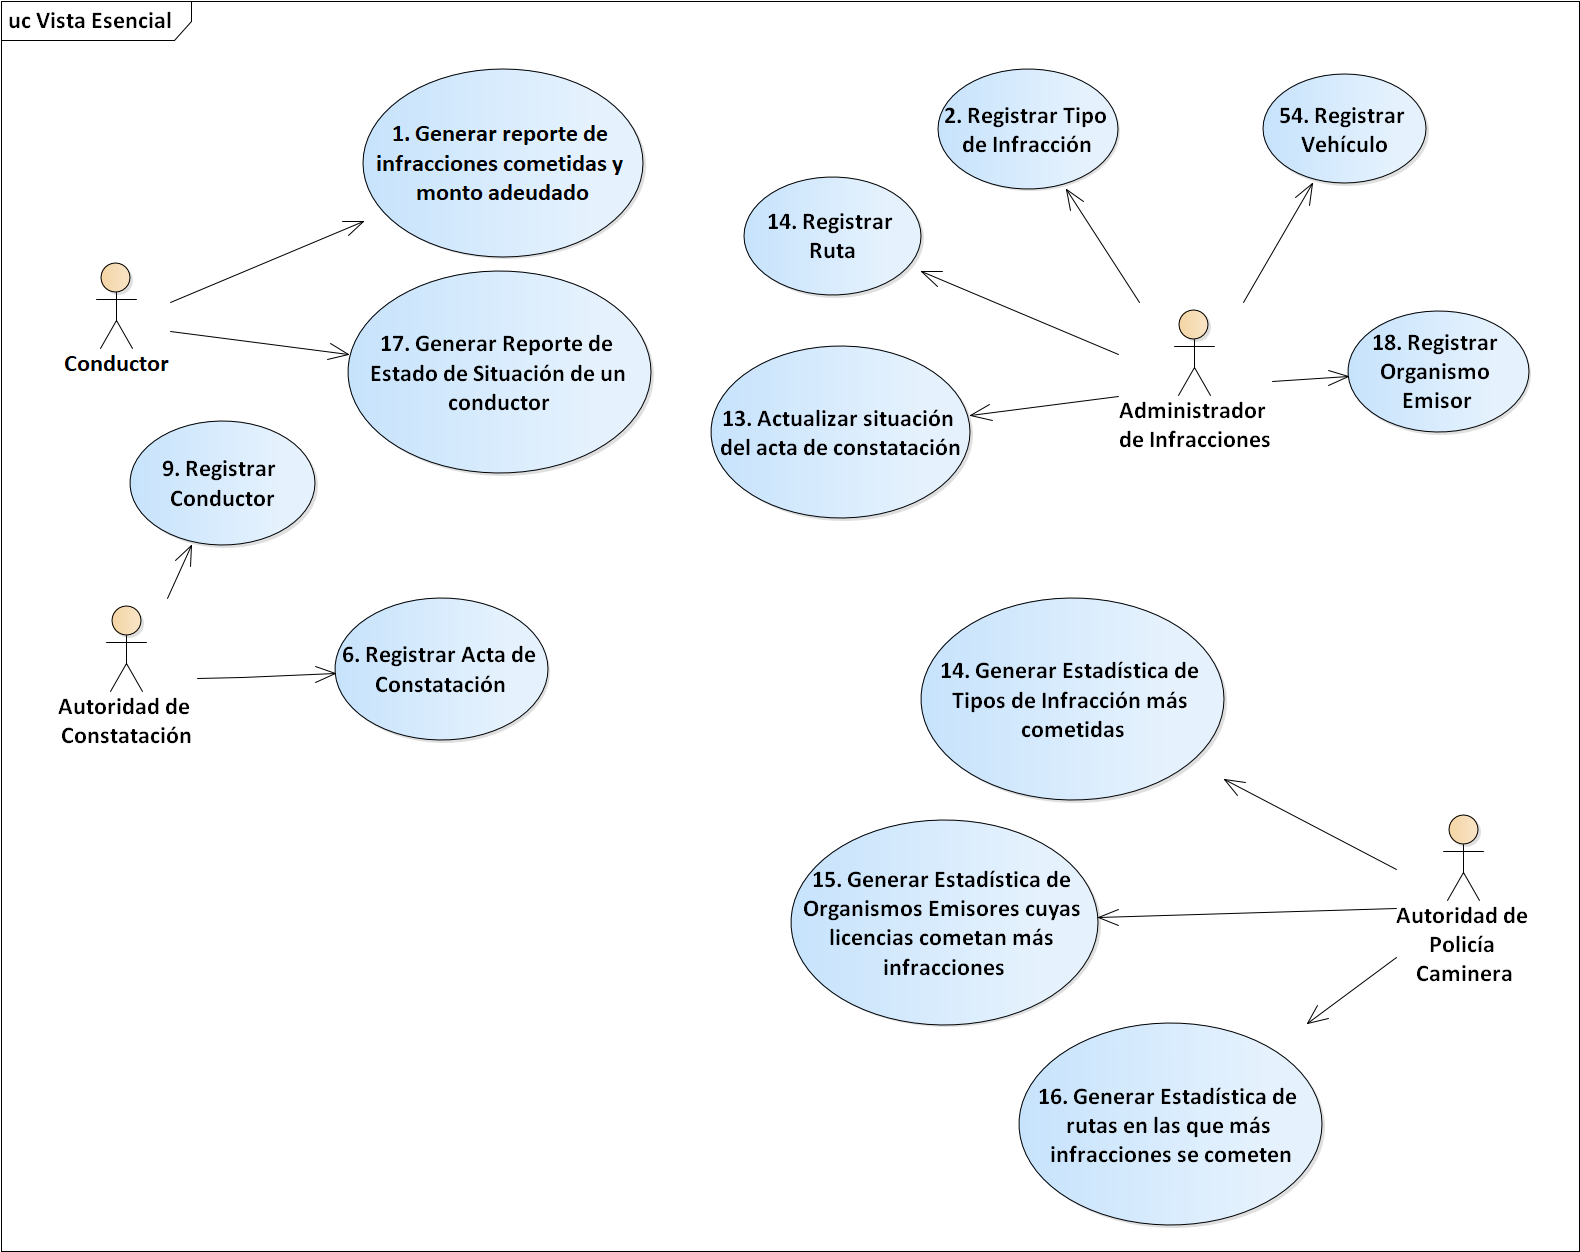 uc Vista Esencial
1. Generar reporte de
infracciones cometidas y
monto adeudado
2. Registrar Tipo
de Infracción
54. Registrar
Vehículo
14. Registrar
Ruta
Conductor
17. Generar Reporte de
Estado de Situación de un
conductor
18. Registrar
Organismo
Emisor
Administrador
de Infracciones
13. Actualizar situación
del acta de constatación
9. Registrar
Conductor
6. Registrar Acta de
Constatación
Autoridad de
Constatación
14. Generar Estadística de
Tipos de Infracción más
cometidas
15. Generar Estadística de
Organismos Emisores cuyas
licencias cometan más
infracciones
Autoridad de
Policía
Caminera
16. Generar Estadística de
rutas en las que más
infracciones se cometen